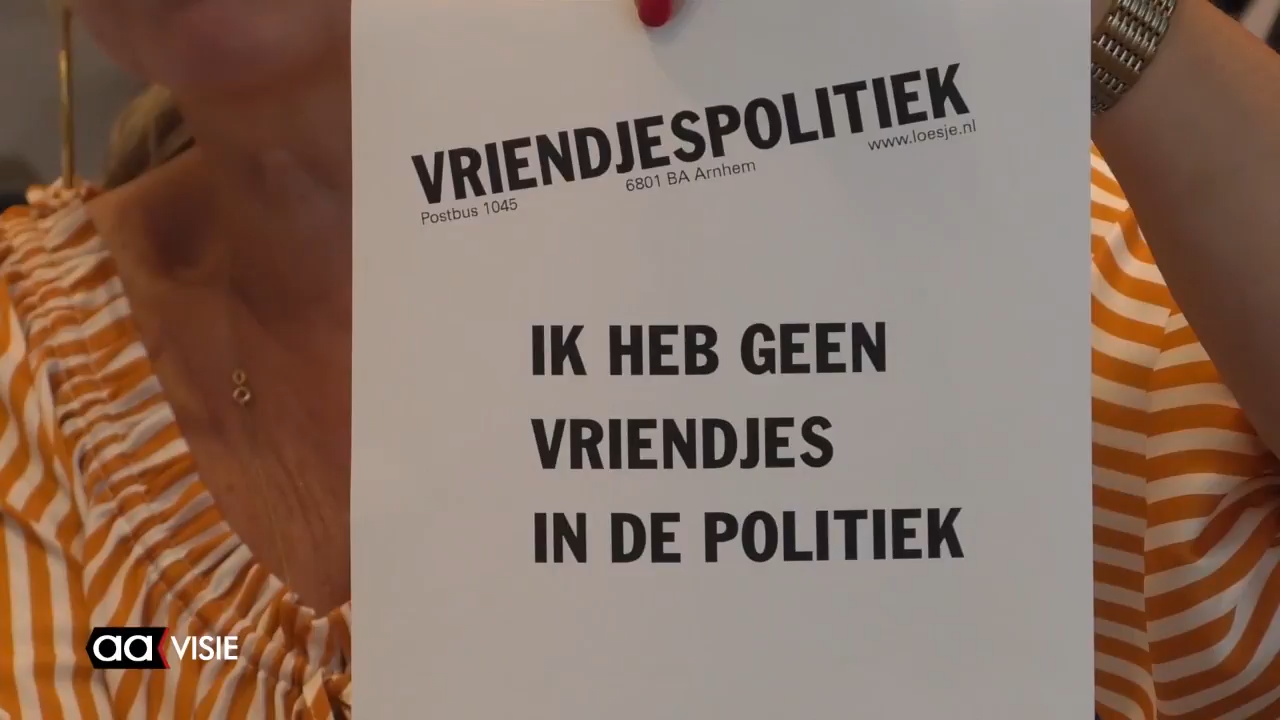 VRIENDJESPOLITIEK
Postbus 1045 6801 BA Arnhem www.loesje.nl
IK HEB GEEN
VRIENDJES
IN DE POLITIEK
aa VISIE